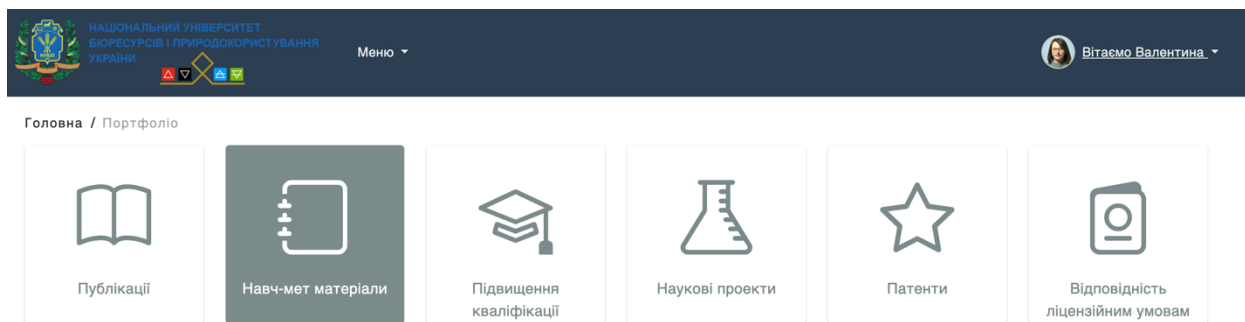 НАЦІОНАЛЬНИЙ УНІВЕРСИТЕТ
БІОРЕСУРСІВ І ПРИРОДОКОРИСТУВАННЯ
УКРАЇНИ
Меню
Вітаємо Валентина
Головна / Портфоліо
Публікації
Навч-мет матеріали
Підвищення
кваліфікації
Наукові проекти
Патенти
Відповідність
ліцензійним умовам